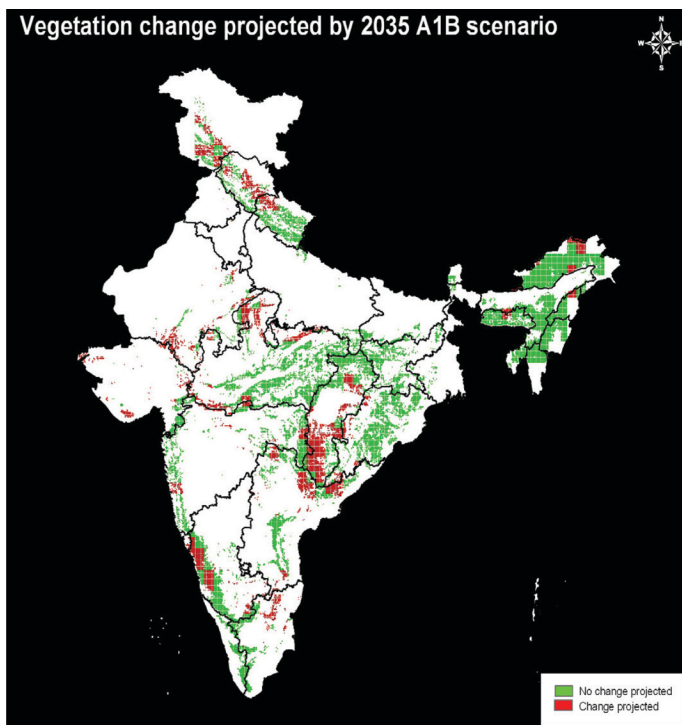 Vegetation change projected by 2035 A1B scenario
N
W
E
S
No change projected
Change projected